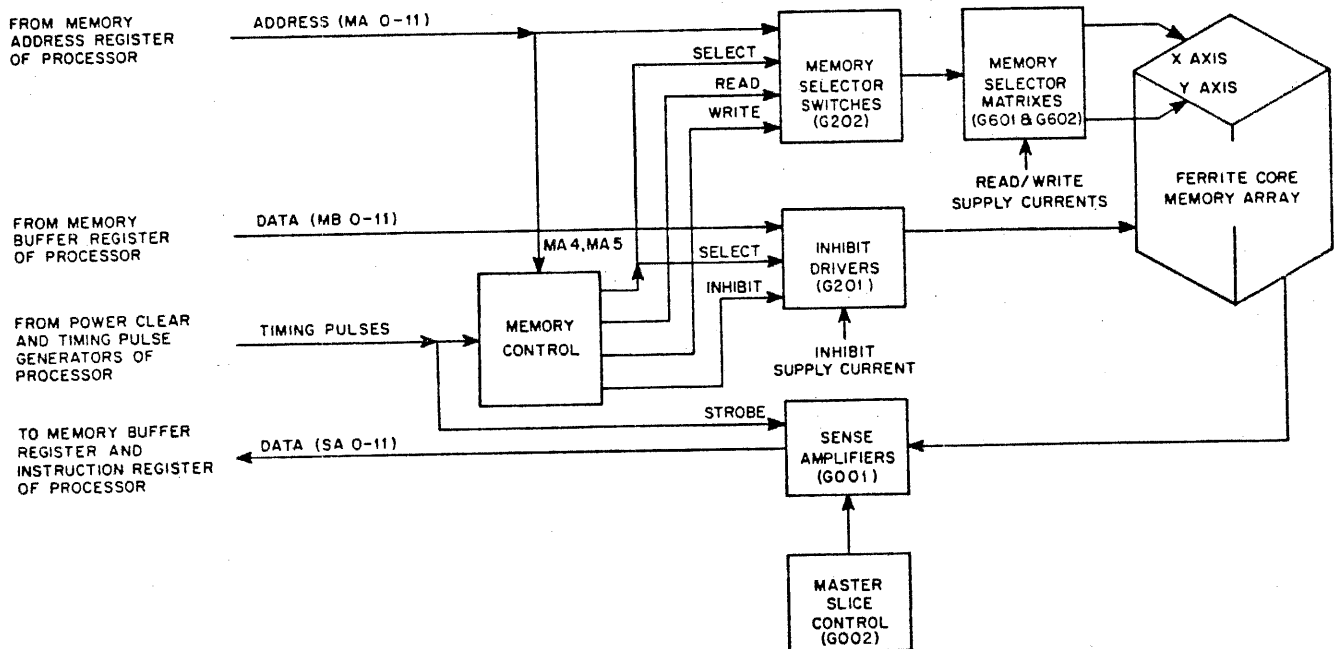 FROM MEMORY
ADDRESS REGISTER
OF PROCESSOR
ADDRESS (MA 0-11)
SELECT
READ
WRITE
MEMORY
SELECTOR
SWITCHES
(G202)
MEMORY
SELECTOR
MATRIXES
(G601 & G602)
X AXIS
Y AXIS
READ/WRITE
SUPPLY CURRENTS
FERRITE CORE
MEMORY ARRAY
FROM MEMORY
BUFFER REGISTER
OF PROCESSOR
DATA (MB 0-11)
MA4, MA5
SELECT
INHIBIT
INHIBIT
DRIVERS
(G201)
FROM POWER CLEAR
AND TIMING PULSE
GENERATORS OF
PROCESSOR
TIMING PULSES
MEMORY
CONTROL
INHIBIT
SUPPLY CURRENT
STROBE
TO MEMORY BUFFER
REGISTER AND
INSTRUCTION REGISTER
OF PROCESSOR
DATA (SA 0-11)
SENSE
AMPLIFIERS
(G001)
MASTER
SLICE
CONTROL
(G002)